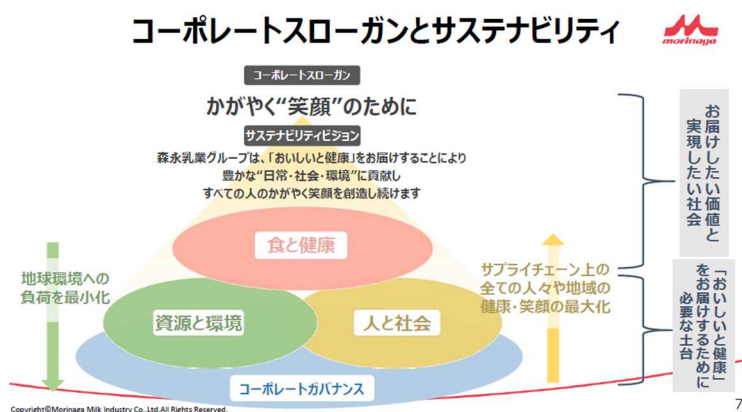 コーポレートスローガンとサステナビリティ
morinaga
コーポレートスローガン
かがやく“笑顔”のために
サステナビリティビジョン
森永乳業グループは、「おいしいと健康」をお届けすることにより
豊かな“日常・社会・環境”に貢献し
すべての人のかがやく笑顔を創造し続けます
食と健康
地球環境への
負荷を最小化
資源と環境
人と社会
サプライチェーン上の
全ての人々や地域の
健康・笑顔の最大化
コーポレートガバナンス
お届けしたい価値と
実現したい社会
「おいしいと健康」
をお届けするために
必要な土台
Copyright©Morinaga Milk Industry Co.,Ltd.All Rights Reserved.
7